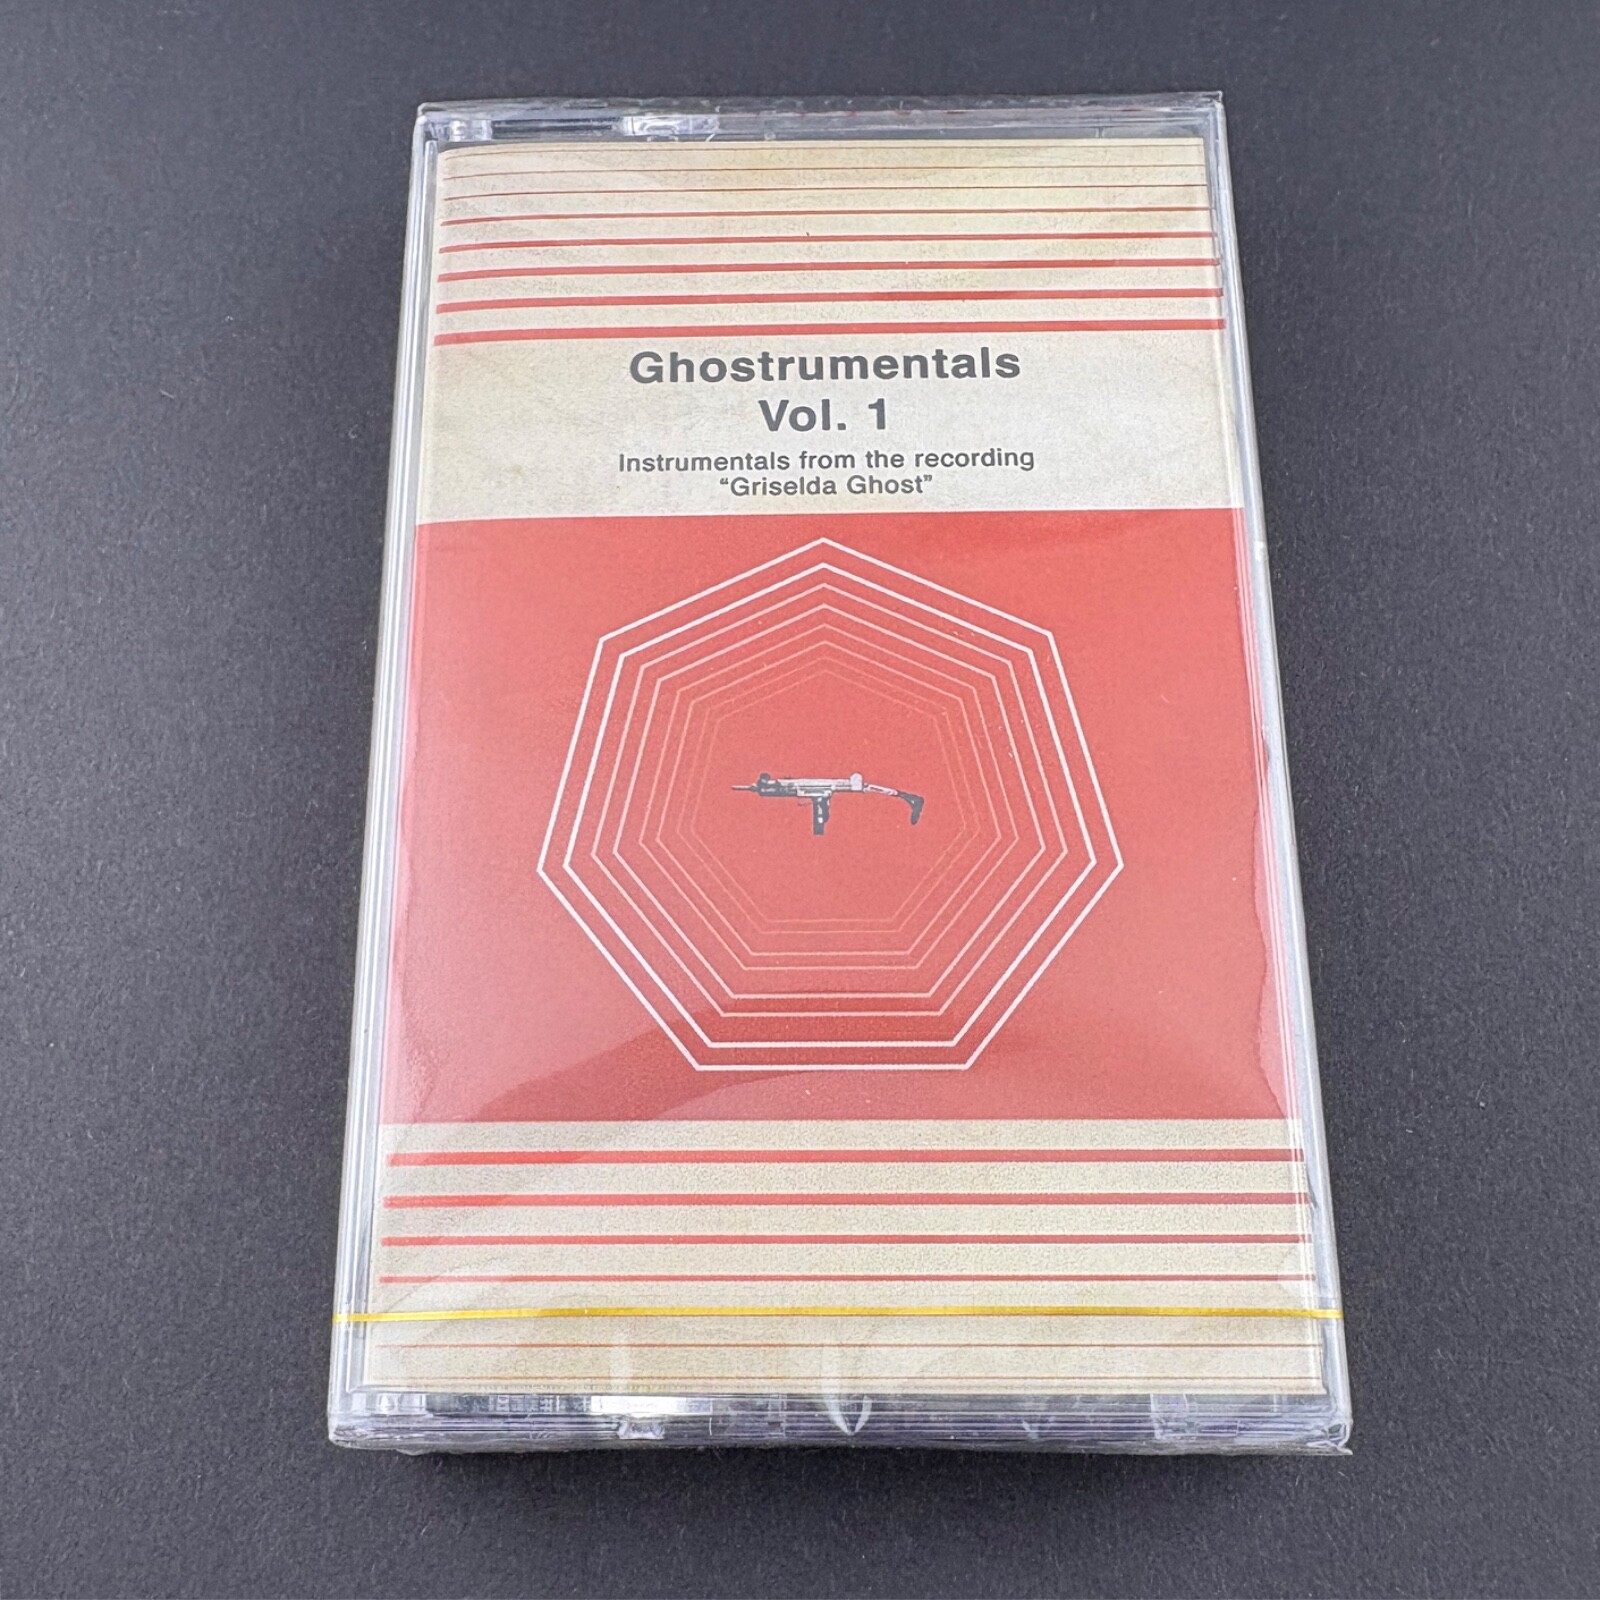 Ghostrumentals
Vol. 1
Instrumentals from the recording
“Griselda Ghost”